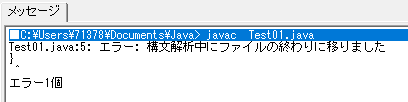 メッセージ
■C:¥Users¥71378¥Documents¥Java> javac  Test01.java
Test01.java:5: エラー: 構文解析中にファイルの終わりに移りました
}
 ^
エラー1個